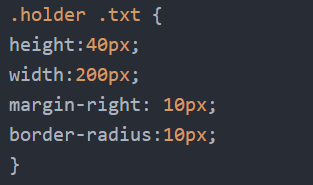 .holder .txt {
height:40px;
width:200px;
margin-right: 10px;
border-radius:10px;
}